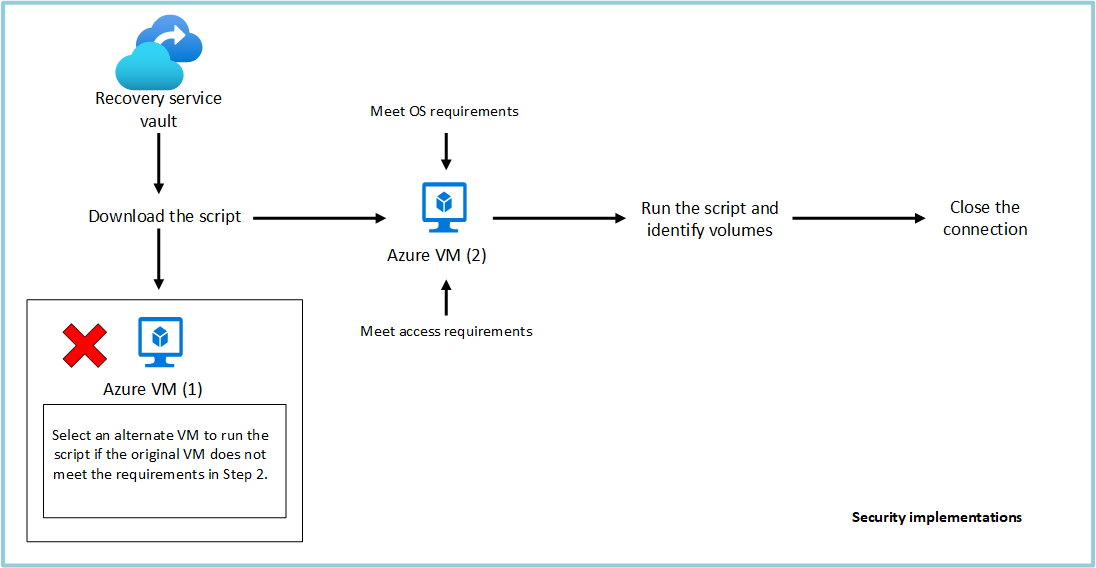 Recovery service
vault
Meet OS requirements
Download the script
Azure VM (2)
Run the script and
identify volumes
Close the
connection
Meet access requirements
Azure VM (1)
Select an alternate VM to run the
script if the original VM does not
meet the requirements in Step 2.
Security implementations